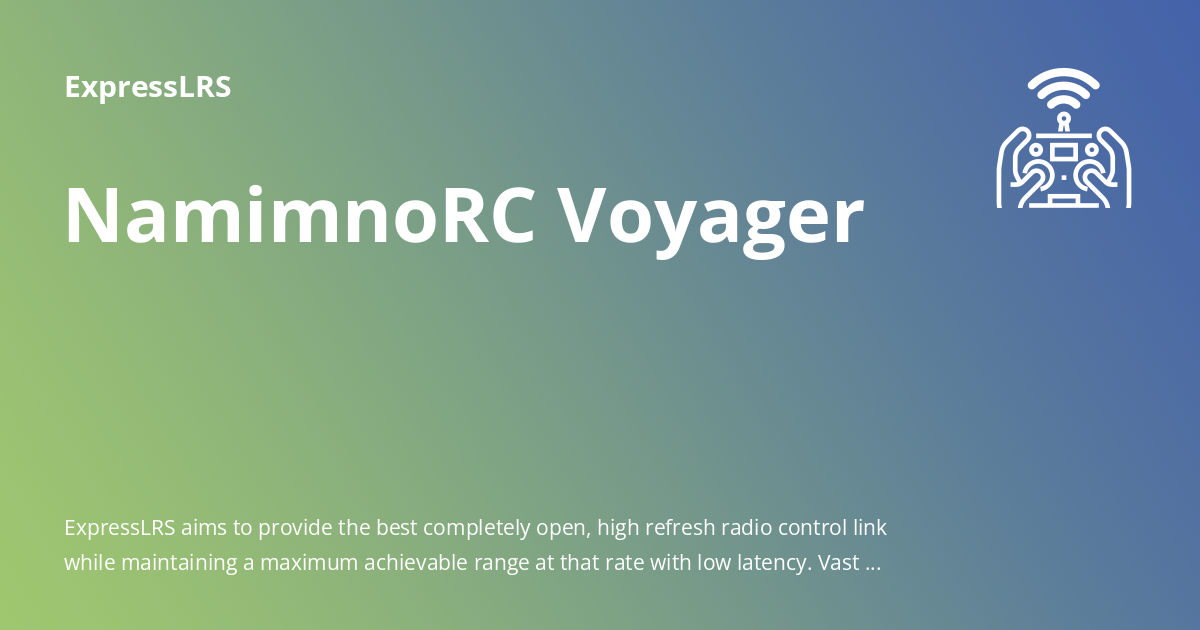 ExpressLRS
NamimnoRC Voyager
ExpressLRS aims to provide the best completely open, high refresh radio control link
while maintaining a maximum achievable range at that rate with low latency. Vast ...